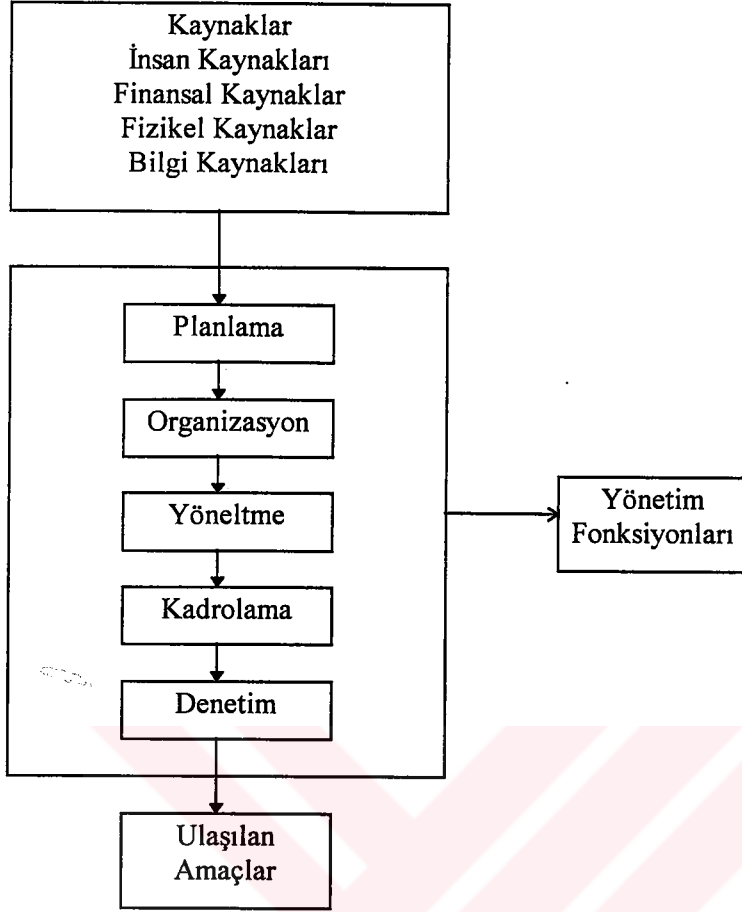 Kaynaklar
İnsan Kaynakları
Finansal Kaynaklar
Fizikel Kaynaklar
Bilgi Kaynakları
Planlama
Organizasyon
Yöneltme
Kadrolama
Denetim
Yönetim
Fonksiyonları
Ulaşılan
Amaçlar